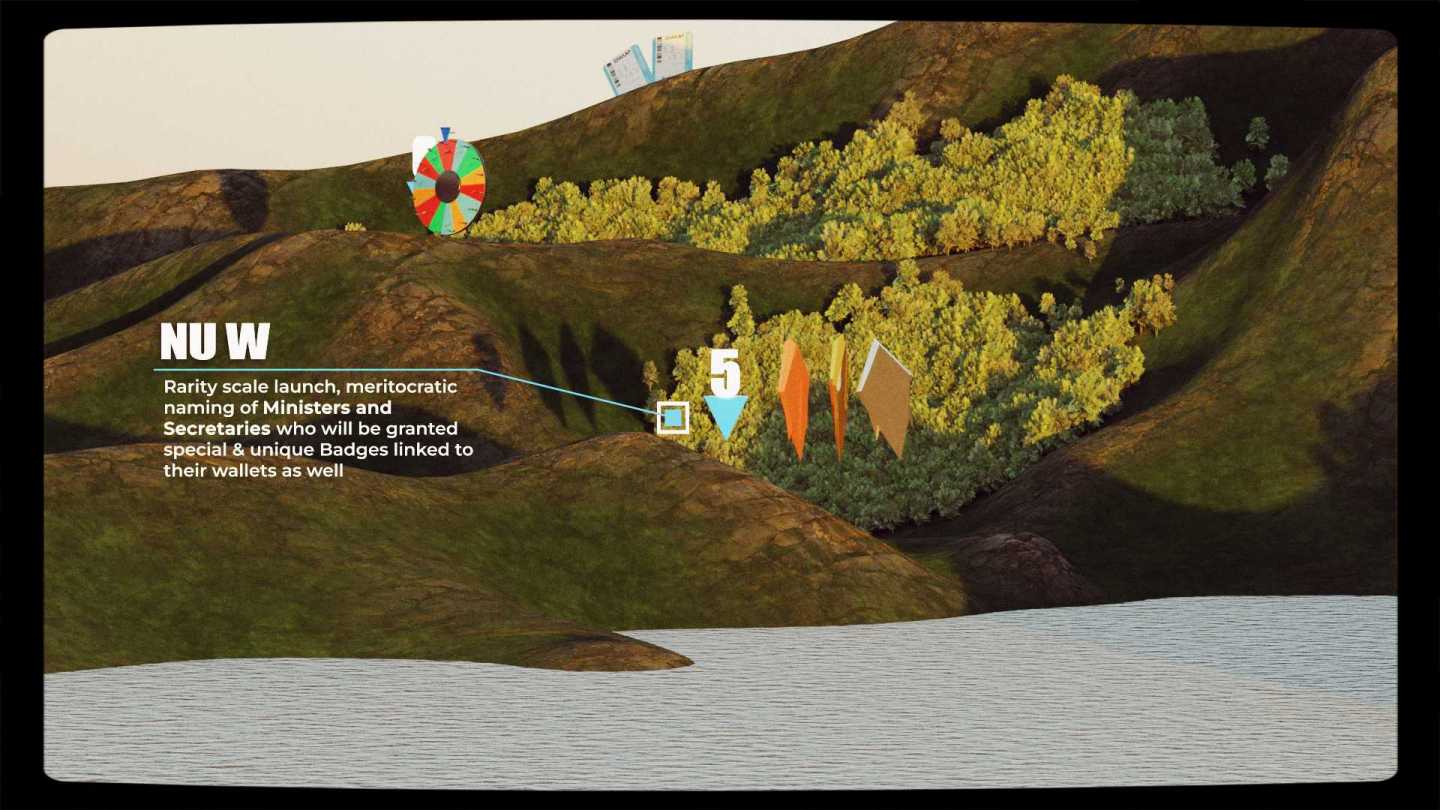 NU W
Rarity scale launch, meritocratic
naming of Ministers and
Secretaries who will be granted
special & unique Badges linked to
their wallets as well
5